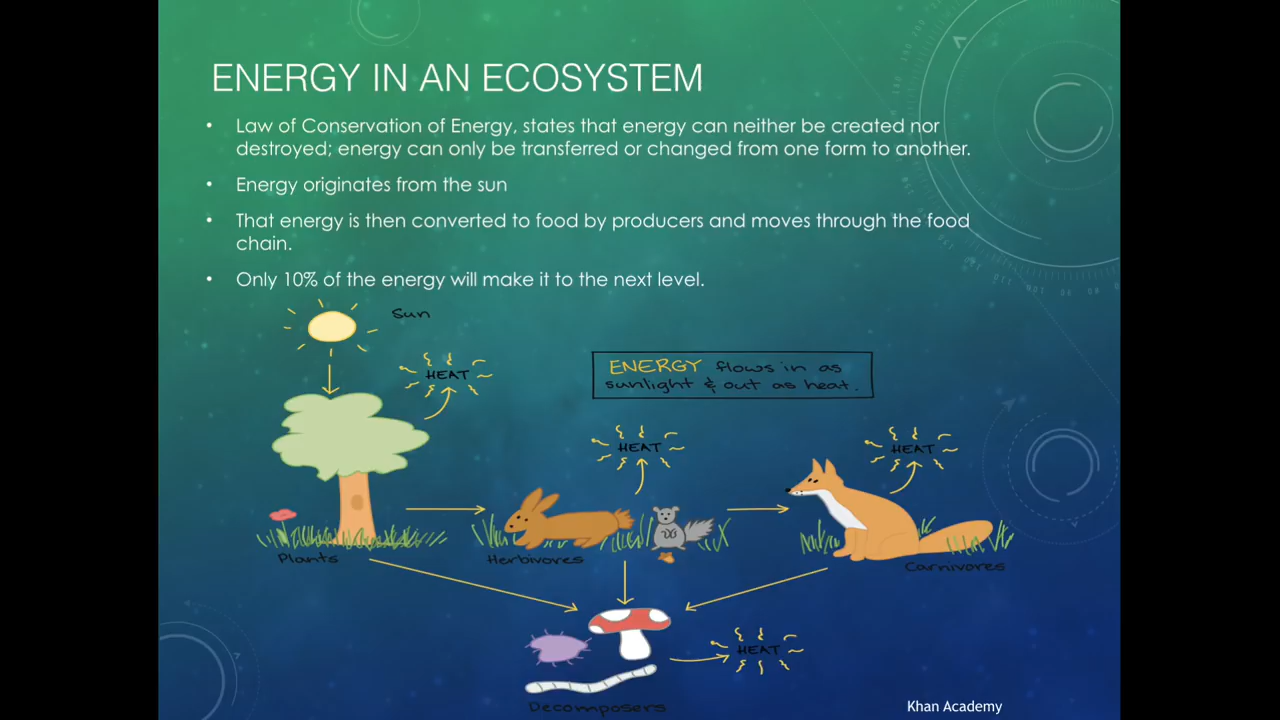 ENERGY IN AN ECOSYSTEM
• Law of Conservation of Energy, states that energy can neither be created nor
destroyed; energy can only be transferred or changed from one form to another.
• Energy originates from the sun
• That energy is then converted to food by producers and moves through the food
chain.
• Only 10% of the energy will make it to the next level.
Sun
HEAT
ENERGY flows in as
sunlight & out as heat.
HEAT
HEAT
Plants
Herbivores
Carnivores
HEAT
Decomposers
Khan Academy